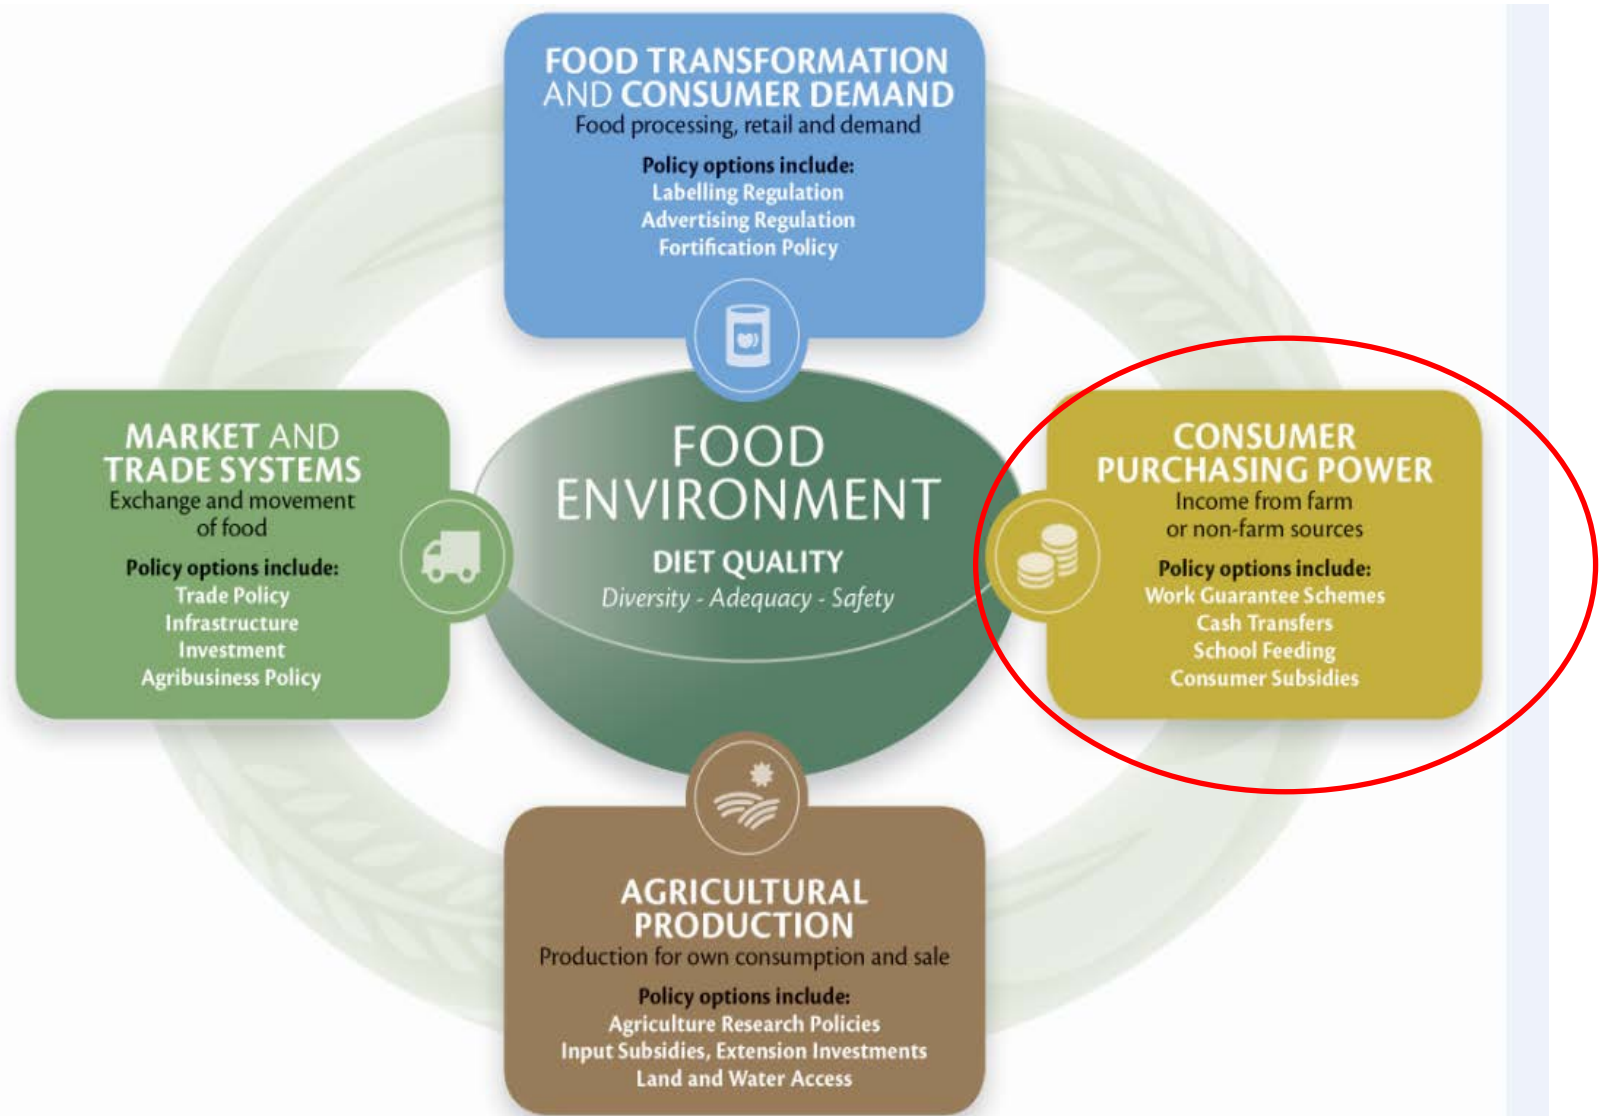 FOOD TRANSFORMATION
AND CONSUMER DEMAND
Food processing, retail and demand
Policy options include:
Labelling Regulation
Advertising Regulation
Fortification Policy
MARKET AND
TRADE SYSTEMS
Exchange and movement
of food
Policy options include:
Trade Policy
Infrastructure
Investment
Agribusiness Policy
FOOD
ENVIRONMENT
DIET QUALITY
Diversity - Adequacy - Safety
CONSUMER
PURCHASING POWER
Income from farm
or non-farm sources
Policy options include:
Work Guarantee Schemes
Cash Transfers
School Feeding
Consumer Subsidies
AGRICULTURAL
PRODUCTION
Production for own consumption and sale
Policy options include:
Agriculture Research Policies
Input Subsidies, Extension Investments
Land and Water Access